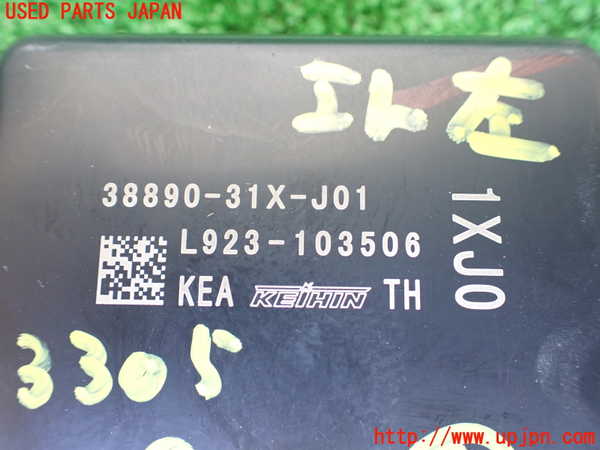 USED PARTS JAPAN
エト左
38890-31X-J01
1XJ0
L923-103506
KEA KEIHIN TH
3305
http://www.upjpn.com